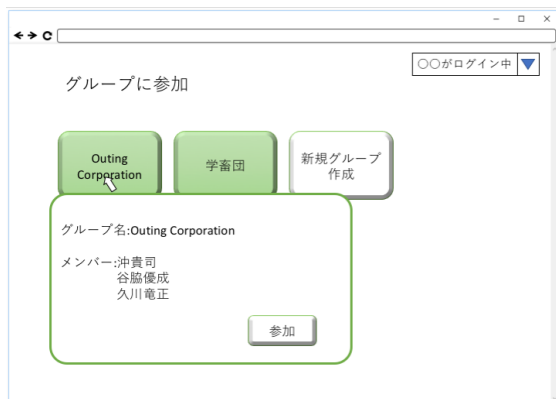 ○○がログイン中
グループに参加
Outing
Corporation
学畜団
新規グループ
作成
グループ名:Outing Corporation
メンバー:沖貴司
谷脇優成
久川竜正
参加